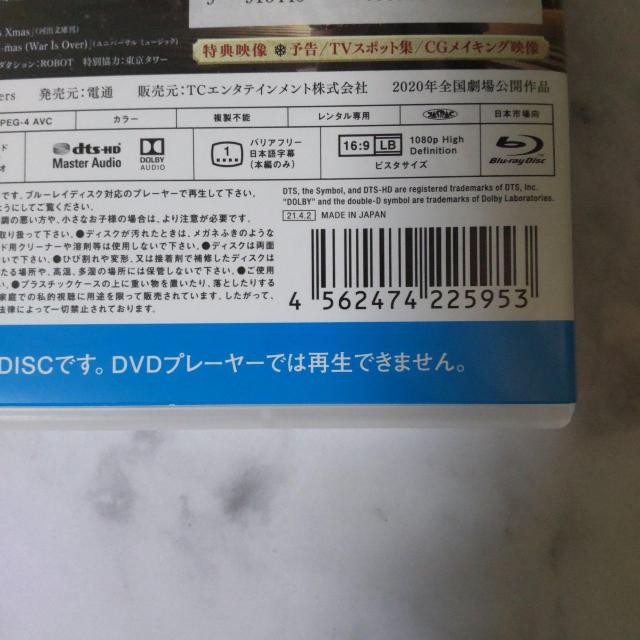 s Xmas」(河出文庫刊)
-mas (War Is Over)」(ユニバーサル ミュージック)
ダクション:ROBOT 特別協力:東京タワー
特典映像❄予告/TVスポット集/CGメイキング映像
ers 発売元:電通 販売元:TCエンタテインメント株式会社 2020年全国劇場公開作品
PEG-4 AVC カラー 複製不能 レンタル専用 日本市場向
dts-HD Master Audio
DOLBY AUDIO
1 バリアフリー 日本語字幕 (本編のみ)
16:9 LB 1080p High Definition
ビスタサイズ
Blu-ray Disc
です。ブルーレイディスク対応のプレーヤーで再生して下さい。
ようにしてご覧ください。
調の悪い方や、小さなお子様の場合は、より注意が必要です。
取り扱って下さい。●ディスクが汚れたときは、メガネふきのような
ド用クリーナーや溶剤等は使用しないで下さい。●ディスクは両面
いで下さい。●ひび割れや変形、又は接着剤で補修したディスクは
たる場所や、高温、多湿の場所には保管しないで下さい。●ご使用
い。●プラスチックケースの上に重い物を置いたり、落としたりする
家庭での私的視聴に用途を限って販売されています。したがって、
法律によって一切禁止されております。
DTS, the Symbol, and DTS-HD are registered trademarks of DTS, Inc.
"DOLBY" and the double-D symbol are trademarks of Dolby Laboratories.
21.4.2 MADE IN JAPAN
4 562474 225953
DISCです。DVDプレーヤーでは再生できません。